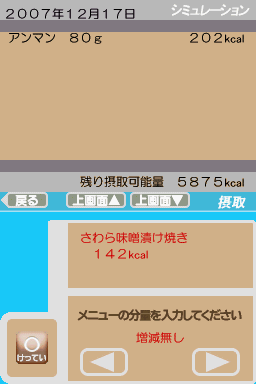 2007年12月17日 シミュレーション
アンマン 80g 202kcal
残り摂取可能量 5875kcal
戻る 上画面▲ 上画面▼ 摂取
さわら味噌漬け焼き
142kcal
メニューの分量を入力してください
増減無し
けってい